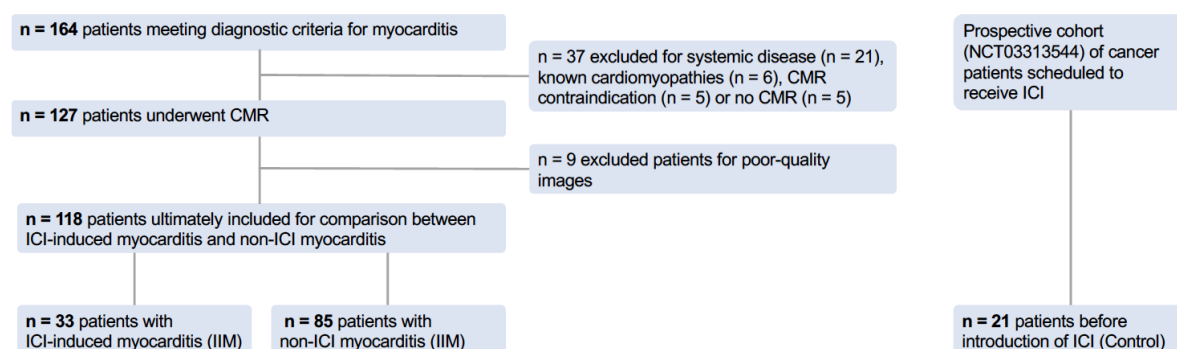 n = 164 patients meeting diagnostic criteria for myocarditis
n = 37 excluded for systemic disease (n = 21),
known cardiomyopathies (n = 6), CMR
contraindication (n = 5) or no CMR (n = 5)
n = 127 patients underwent CMR
n = 9 excluded patients for poor-quality
images
n = 118 patients ultimately included for comparison between
ICI-induced myocarditis and non-ICI myocarditis
n = 33 patients with
ICI-induced myocarditis (IIM)
n = 85 patients with
non-ICI myocarditis (IIM)
Prospective cohort
(NCT03313544) of cancer
patients scheduled to
receive ICI
n = 21 patients before
introduction of ICI (Control)